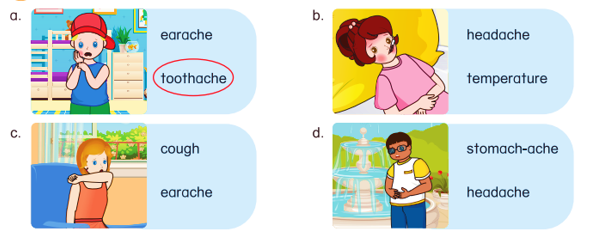 a.
earache
toothache
b.
headache
temperature
c.
cough
earache
d.
stomach-ache
headache